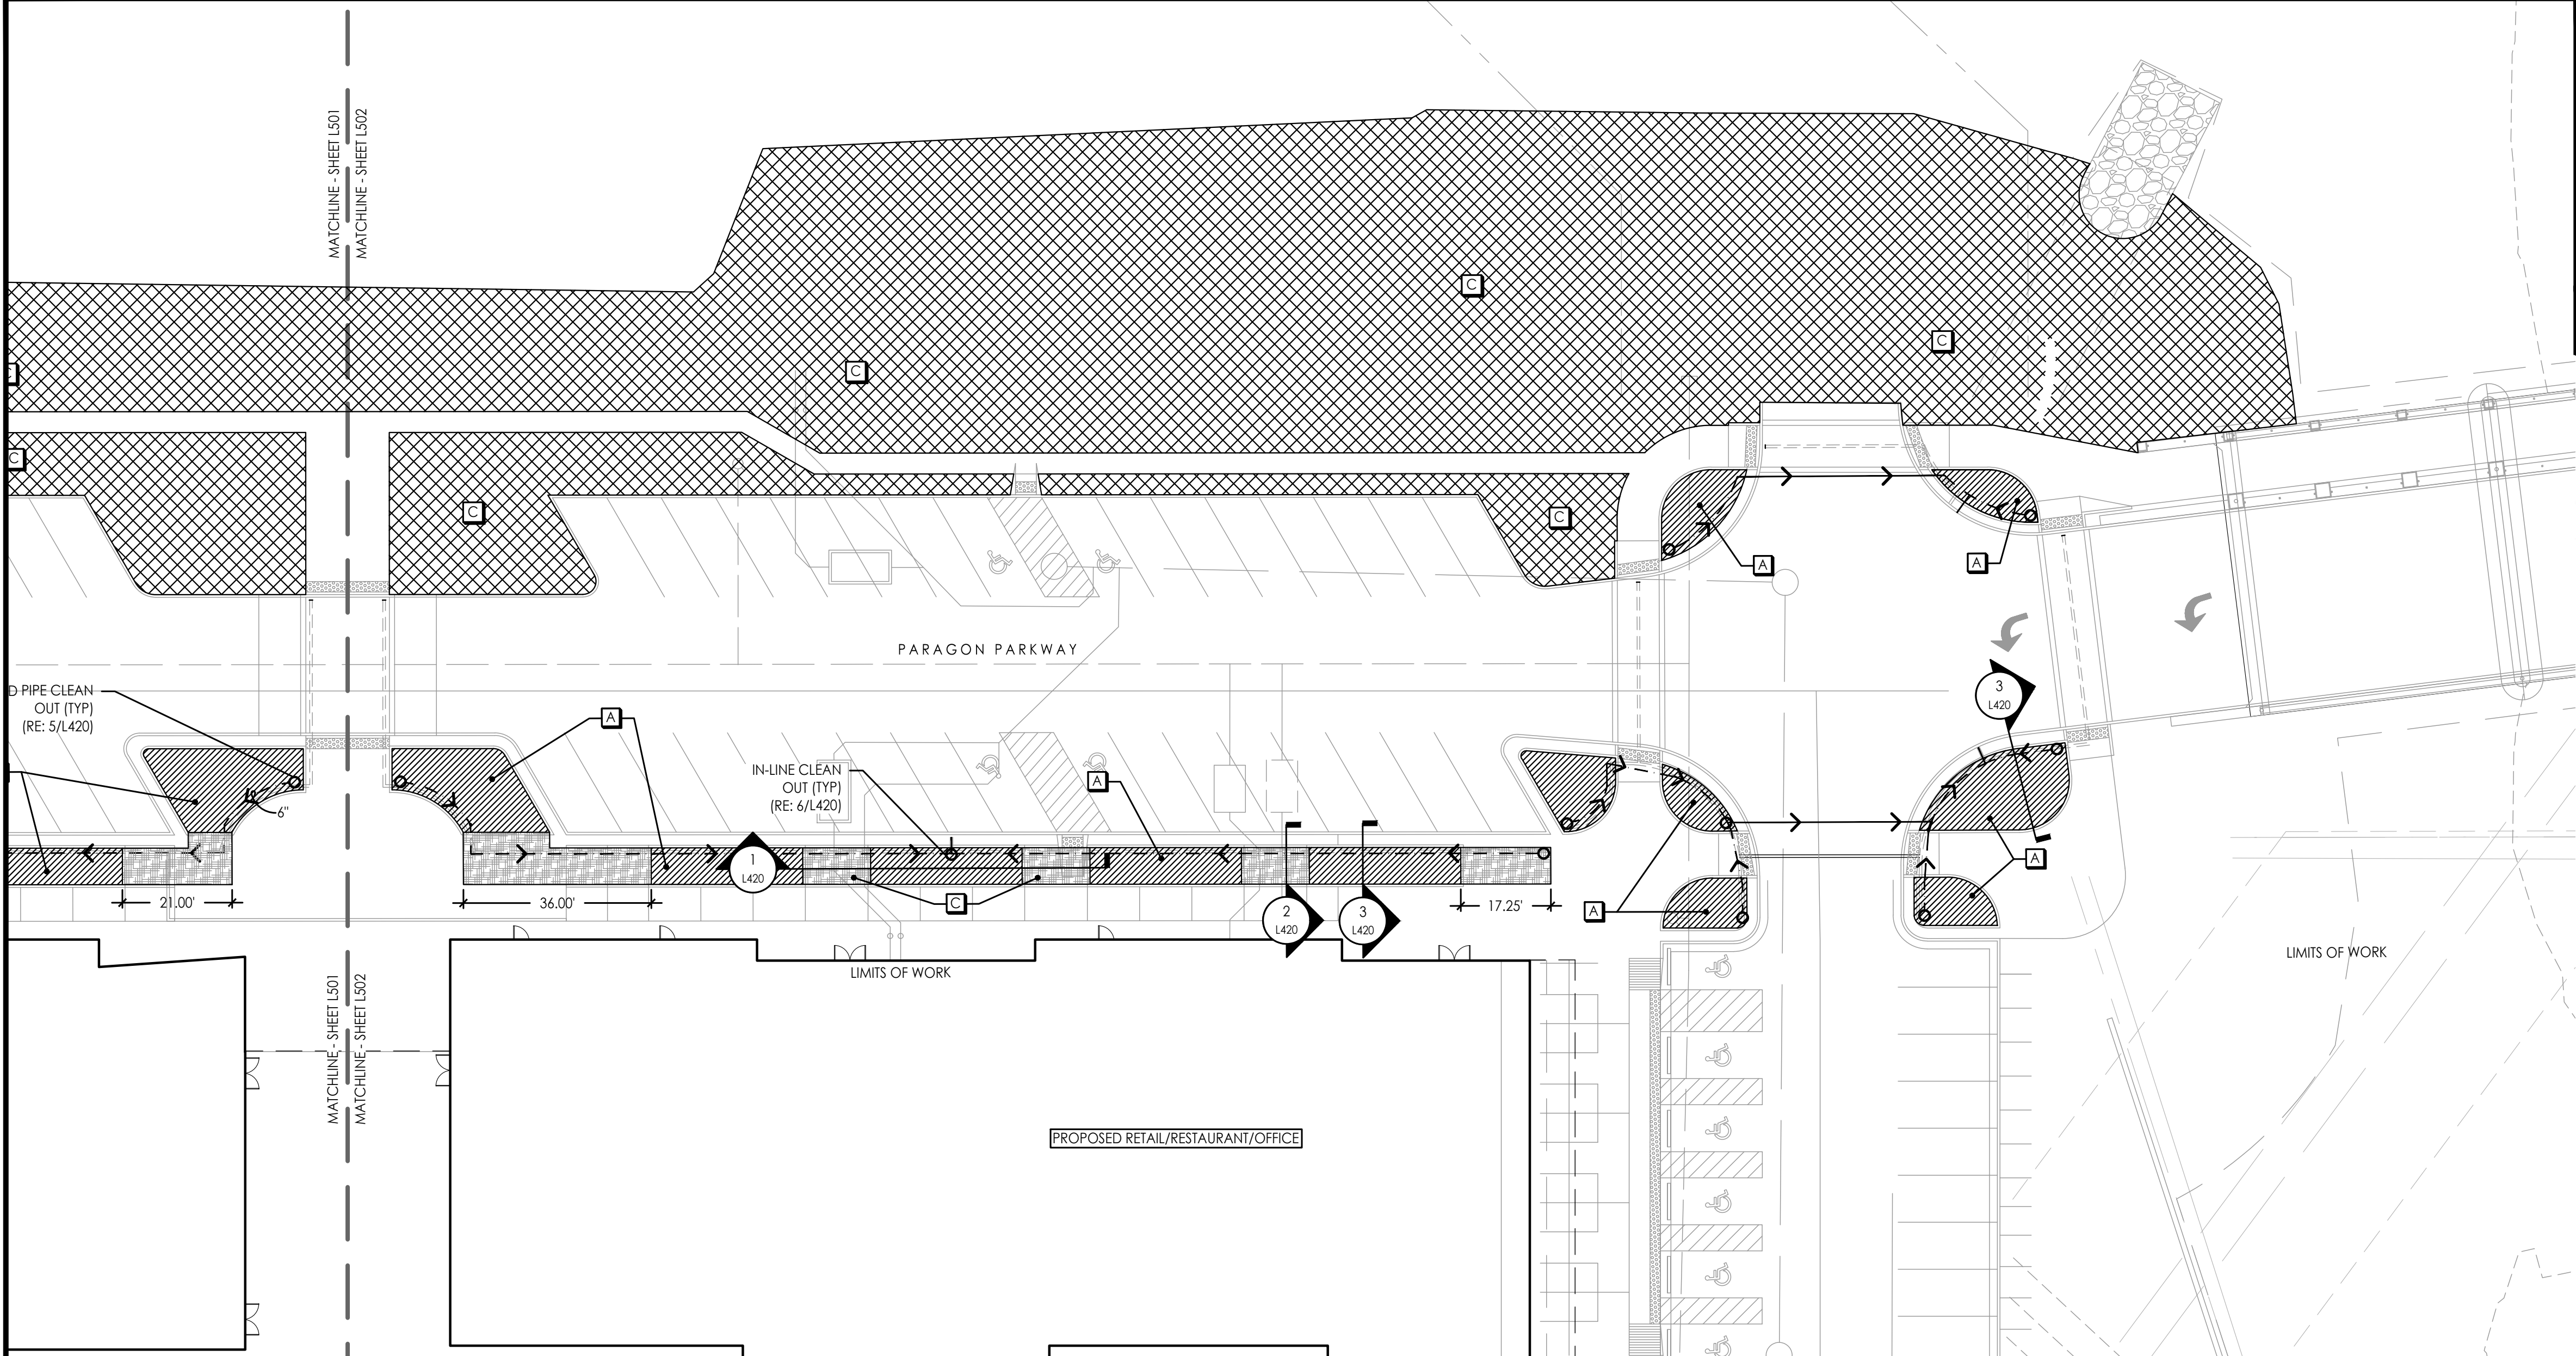 MATCHLINE - SHEET L501
MATCHLINE - SHEET L502
C
C
C
C
C
C
C
A
A
PARAGON PARKWAY
D PIPE CLEAN
OUT (TYP)
(RE: 5/L420)
A
6"
IN-LINE CLEAN
OUT (TYP)
(RE: 6/L420)
A
3
L420
1
L420
A
21.00'
36.00'
C
17.25'
2
L420
3
L420
A
LIMITS OF WORK
LIMITS OF WORK
MATCHLINE - SHEET L501
MATCHLINE - SHEET L502
PROPOSED RETAIL/RESTAURANT/OFFICE